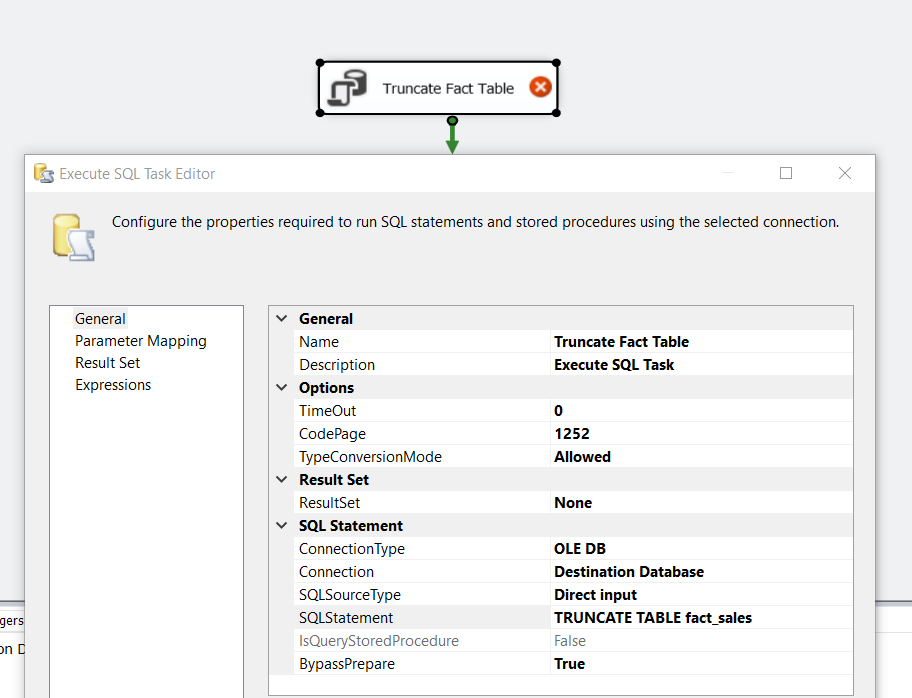 Truncate Fact Table
Execute SQL Task Editor
Configure the properties required to run SQL statements and stored procedures using the selected connection.
General
Parameter Mapping
Result Set
Expressions
General
Name Truncate Fact Table
Description Execute SQL Task
Options
TimeOut 0
CodePage 1252
TypeConversionMode Allowed
Result Set
ResultSet None
SQL Statement
ConnectionType OLE DB
Connection Destination Database
SQLSourceType Direct input
SQLStatement TRUNCATE TABLE fact_sales
IsQueryStoredProcedure False
BypassPrepare True
gers
on D